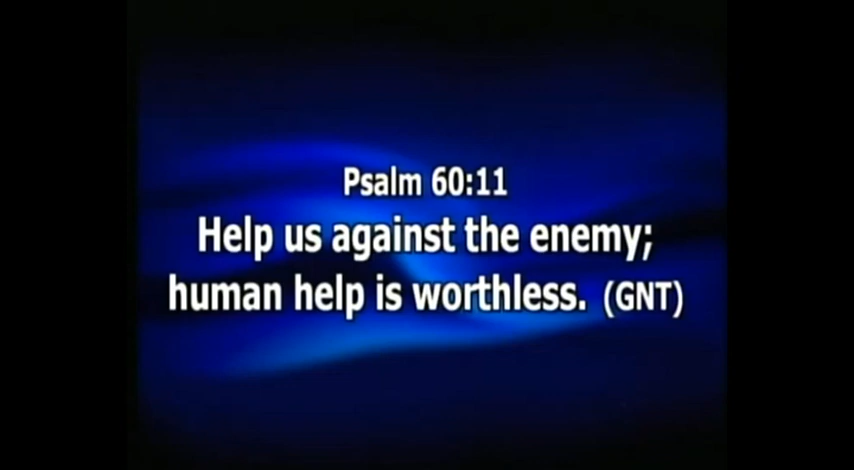 Psalm 60:11
Help us against the enemy;
human help is worthless. (GNT)